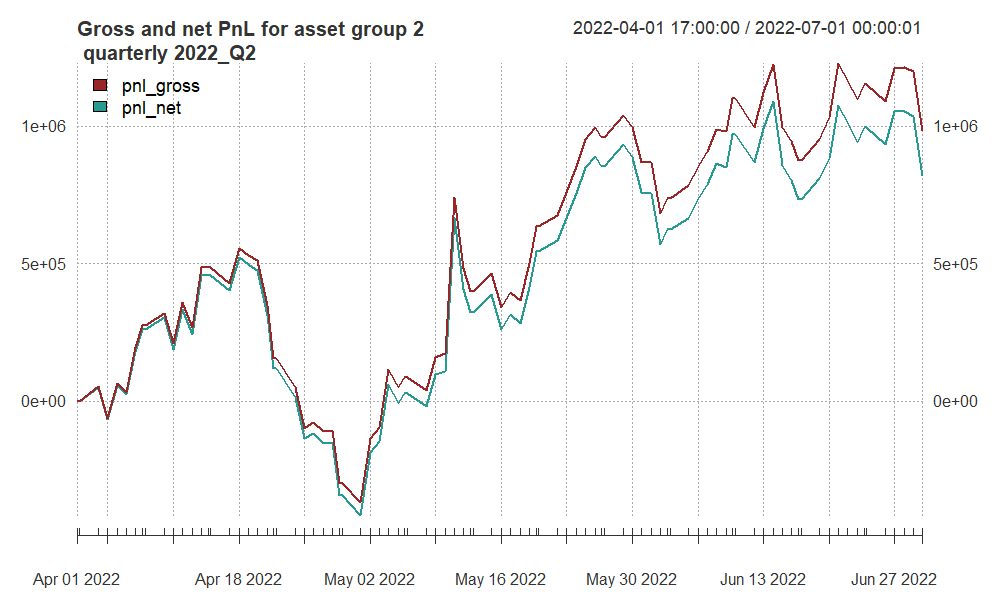 Gross and net PnL for asset group 2
quarterly 2022_Q2
2022-04-01 17:00:00 / 2022-07-01 00:00:01
pnl_gross
pnl_net
1e+06
1e+06
5e+05
5e+05
0e+00
0e+00
Apr 01 2022 Apr 18 2022 May 02 2022 May 16 2022 May 30 2022 Jun 13 2022 Jun 27 2022